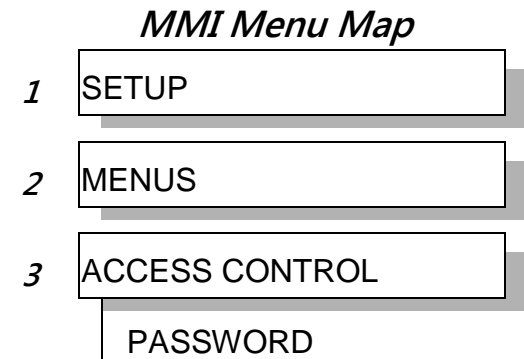 MMI Menu Map
1 SETUP
2 MENUS
3 ACCESS CONTROL
PASSWORD